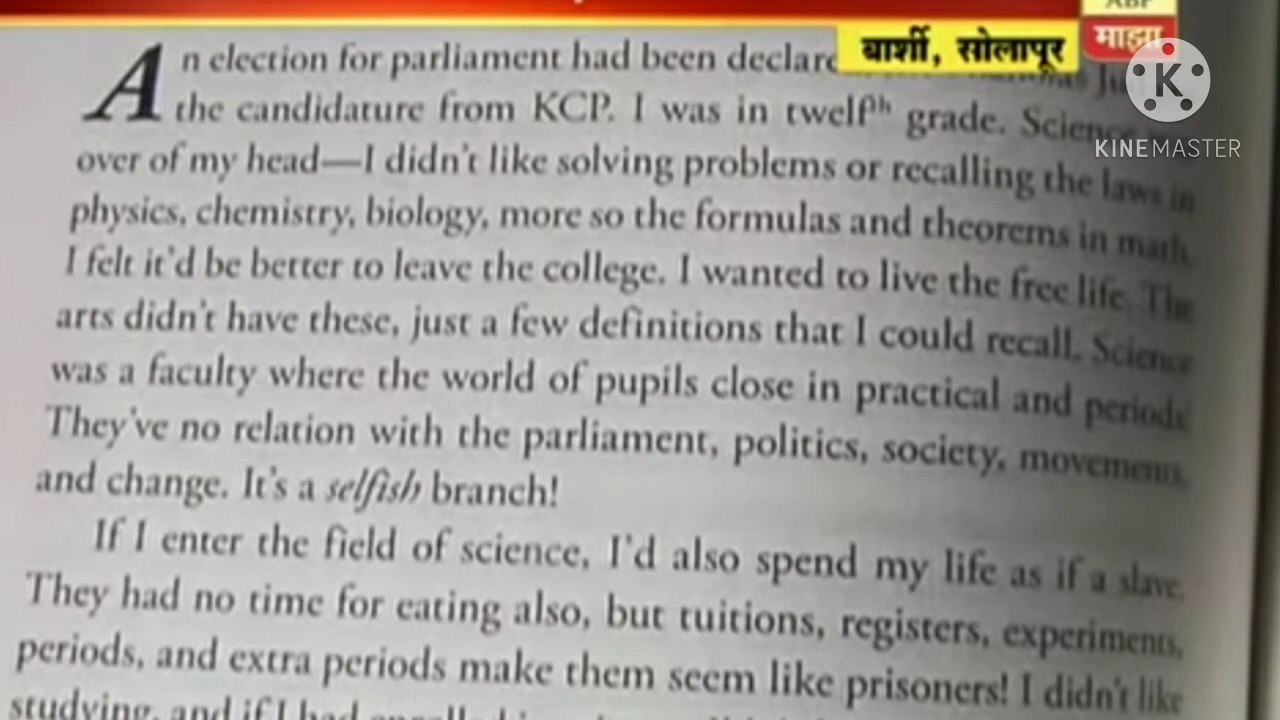 ABP
माझा
बार्शी, सोलापूर
K
KINEMASTER
An election for parliament had been
the candidature from KCP. I was in twelfth grade. Science
over of my head—I didn't like solving problems or recalling the laws in
physics, chemistry, biology, more so the formulas and theorems in math.
I felt it'd be better to leave the college. I wanted to live the free life. The
arts didn't have these, just a few definitions that I could recall. Science
was a faculty where the world of pupils close in practical and periods!
They've no relation with the parliament, politics, society, movements,
and change. It's a selfish branch!
If I enter the field of science, I'd also spend my life as if a slave.
They had no time for eating also, but tuitions, registers, experiments,
periods, and extra periods make them seem like prisoners! I didn't like
studying, and if I had